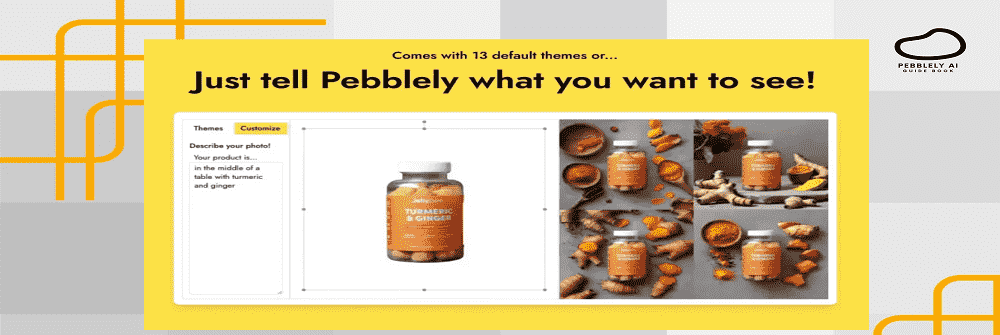 Comes with 13 default themes or...
Just tell Pebblely what you want to see!
PEBBLELY AI
GUIDE BOOK
Themes
Customize
Describe your photo!
Your product is...
in the middle of a
table with turmeric
and ginger
TURMERIC
& GINGER